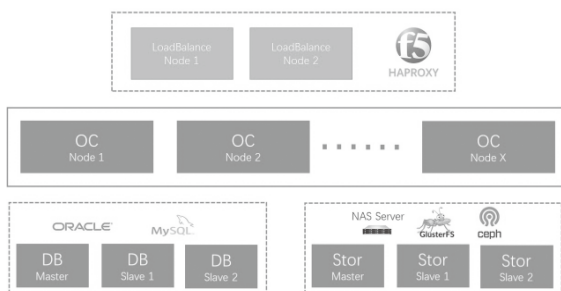 LoadBalance
Node 1
LoadBalance
Node 2
f5
HAPROXY
OC
Node 1
OC
Node 2
......
OC
Node X
ORACLE
MySQL
NAS Server
GlusterFS
ceph
DB
Master
DB
Slave 1
DB
Slave 2
Stor
Master
Stor
Slave 1
Stor
Slave 2